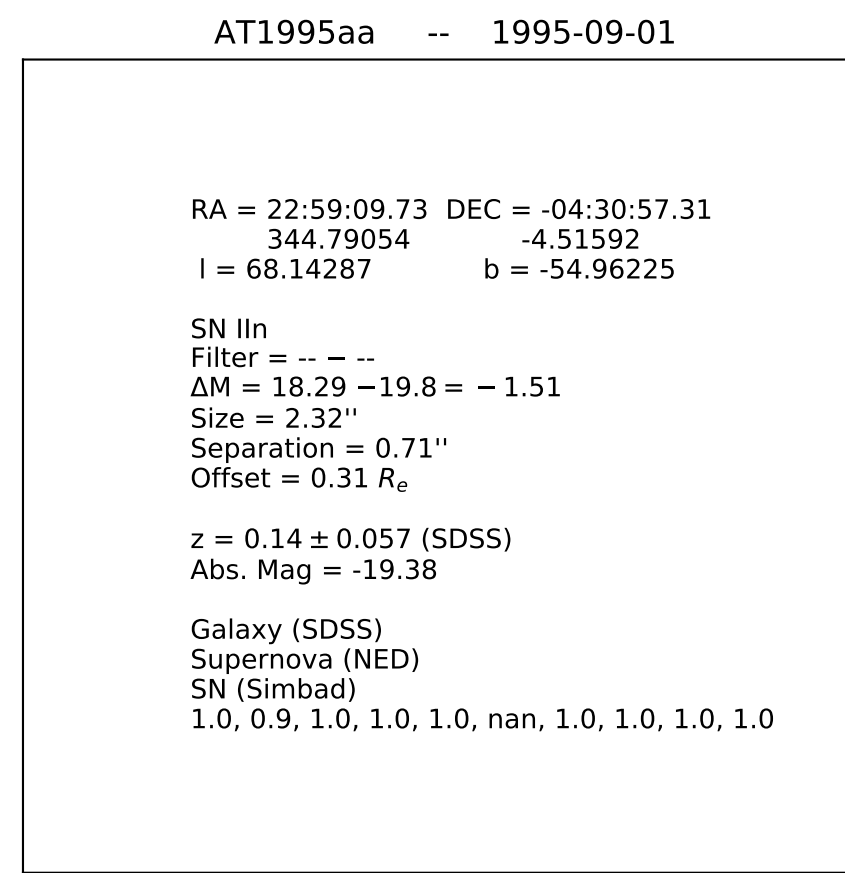 AT1995aa -- 1995-09-01
RA = 22:59:09.73 DEC = -04:30:57.31
344.79054 -4.51592
l = 68.14287 b = -54.96225
SN IIn
Filter = -- − --
ΔM = 18.29 −19.8 = − 1.51
Size = 2.32''
Separation = 0.71''
Offset = 0.31 Rₑ
z = 0.14 ± 0.057 (SDSS)
Abs. Mag = -19.38
Galaxy (SDSS)
Supernova (NED)
SN (Simbad)
1.0, 0.9, 1.0, 1.0, 1.0, nan, 1.0, 1.0, 1.0, 1.0